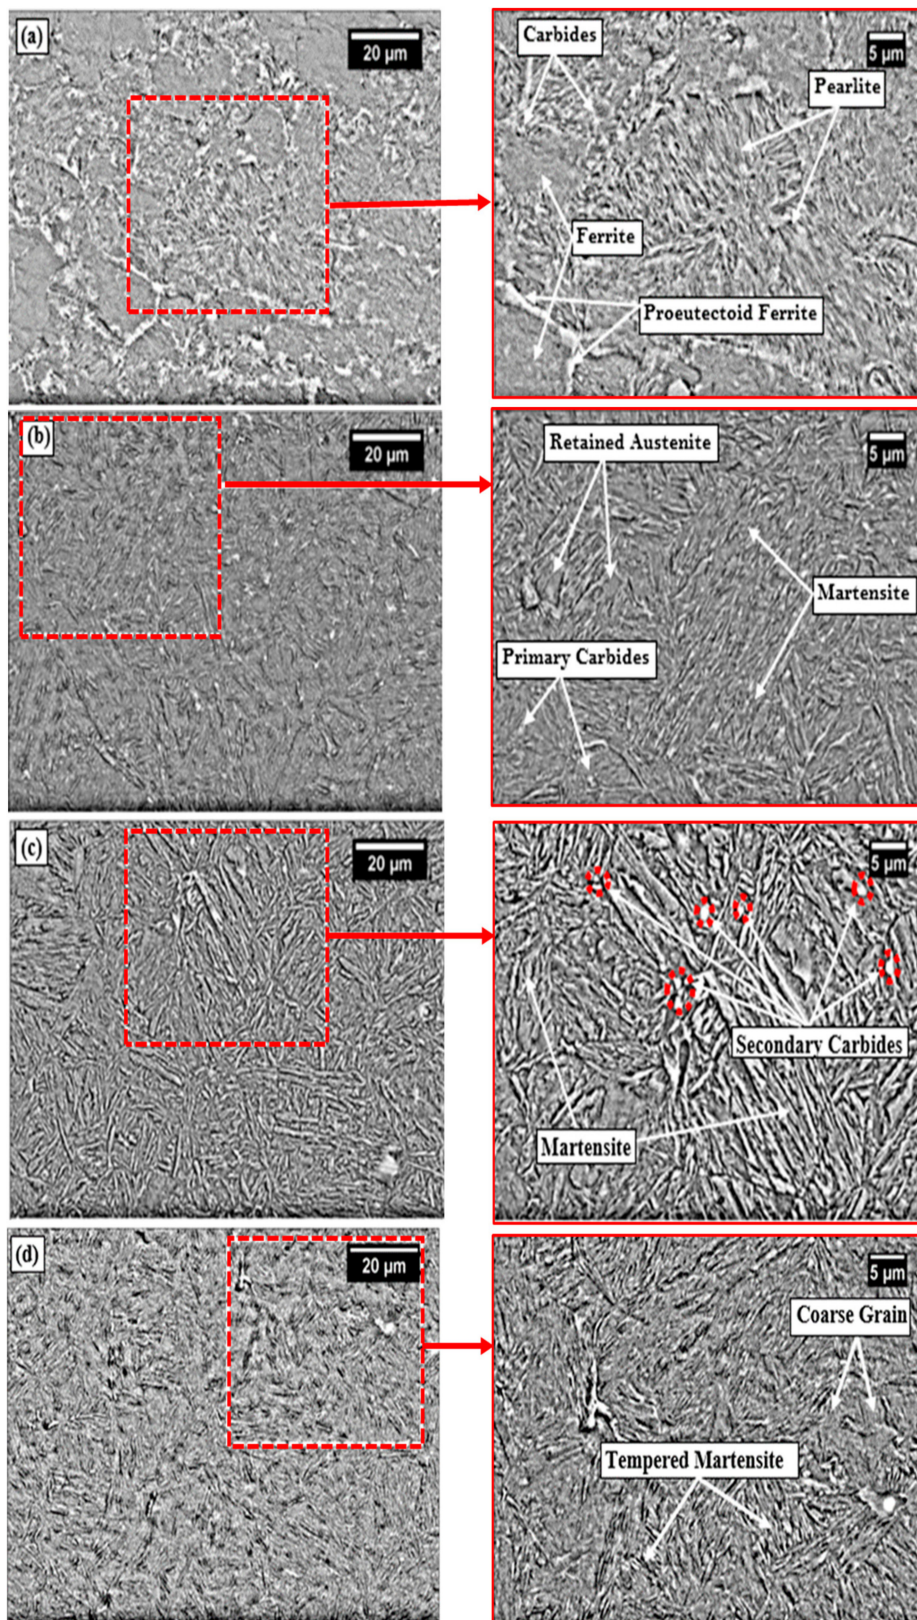 (a)
20 µm
5 µm
Carbides
Pearlite
Ferrite
Proeutectoid Ferrite
(b)
20 µm
5 µm
Retained Austenite
Martensite
Primary Carbides
(c)
20 µm
5 µm
Secondary Carbides
Martensite
(d)
20 µm
5 µm
Coarse Grain
Tempered Martensite